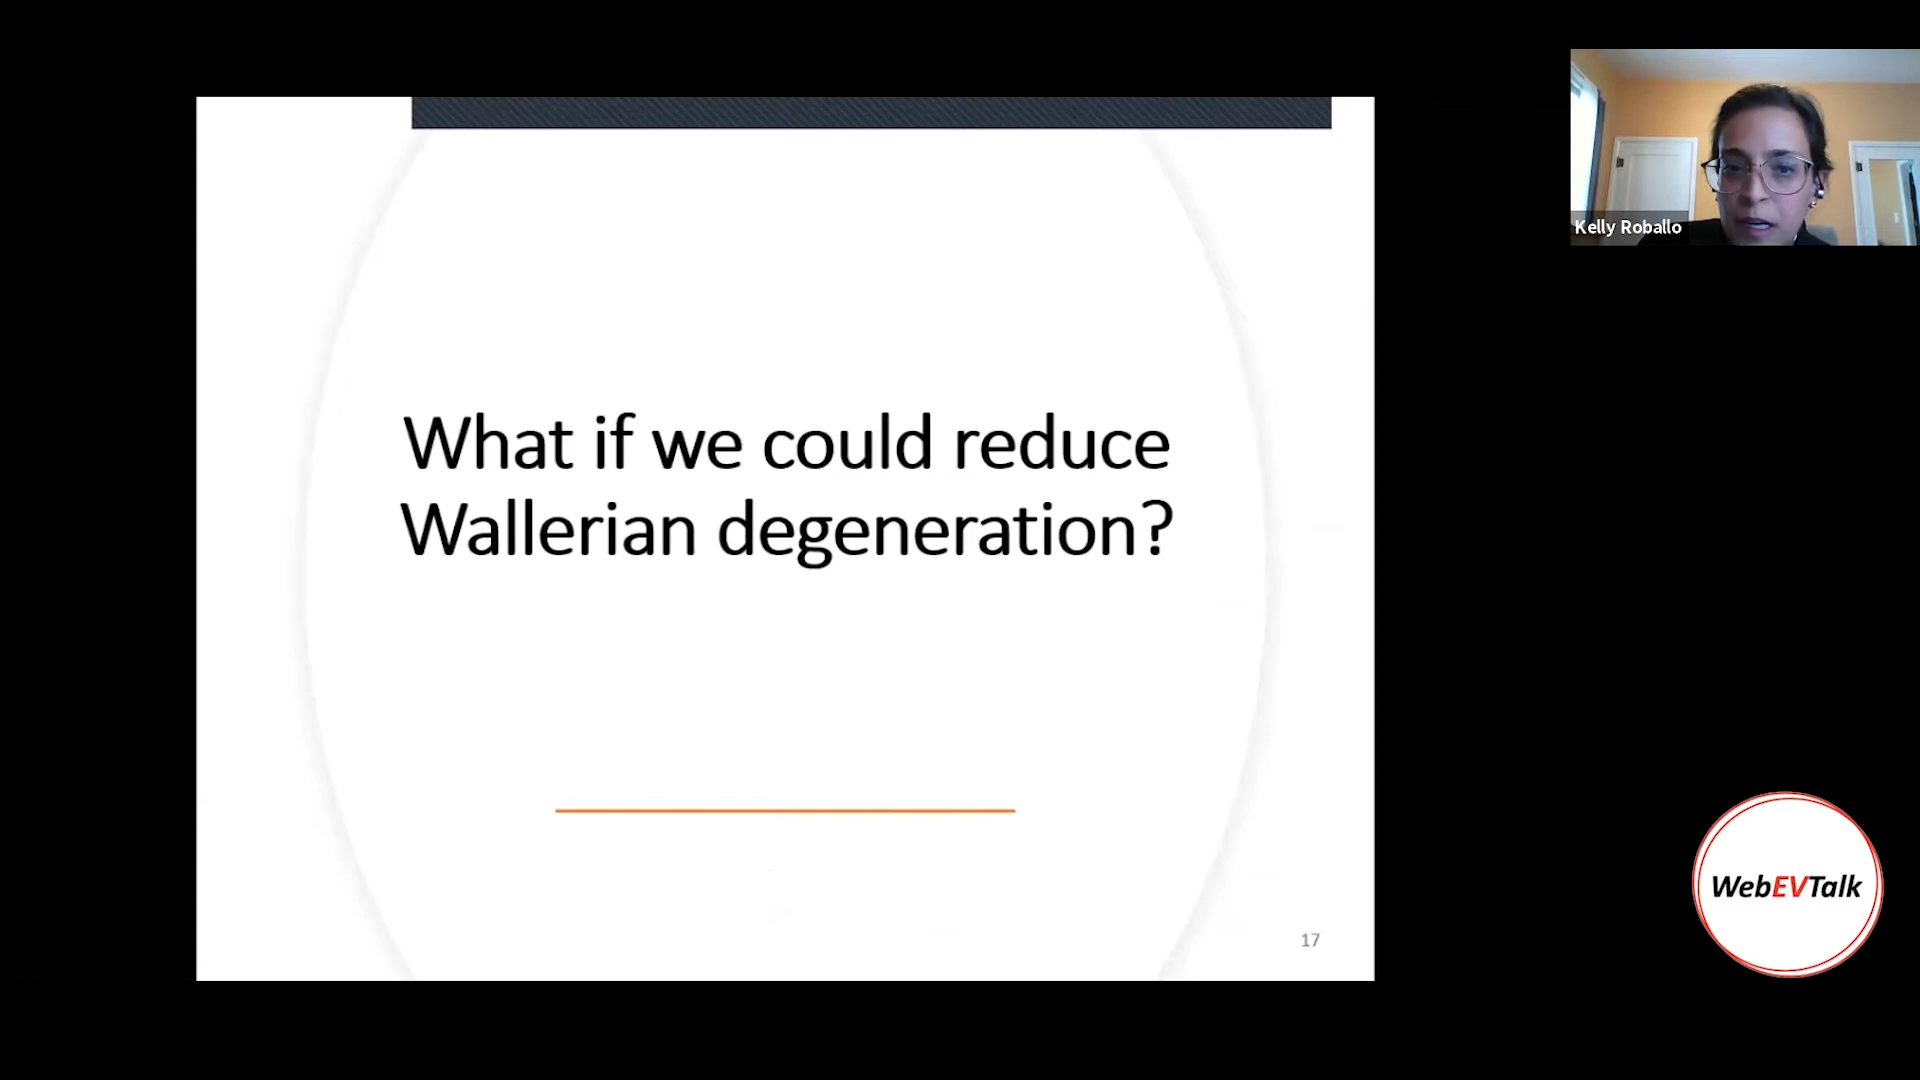 What if we could reduce
Wallerian degeneration?
17
Kelly Roballo
WebEVTalk